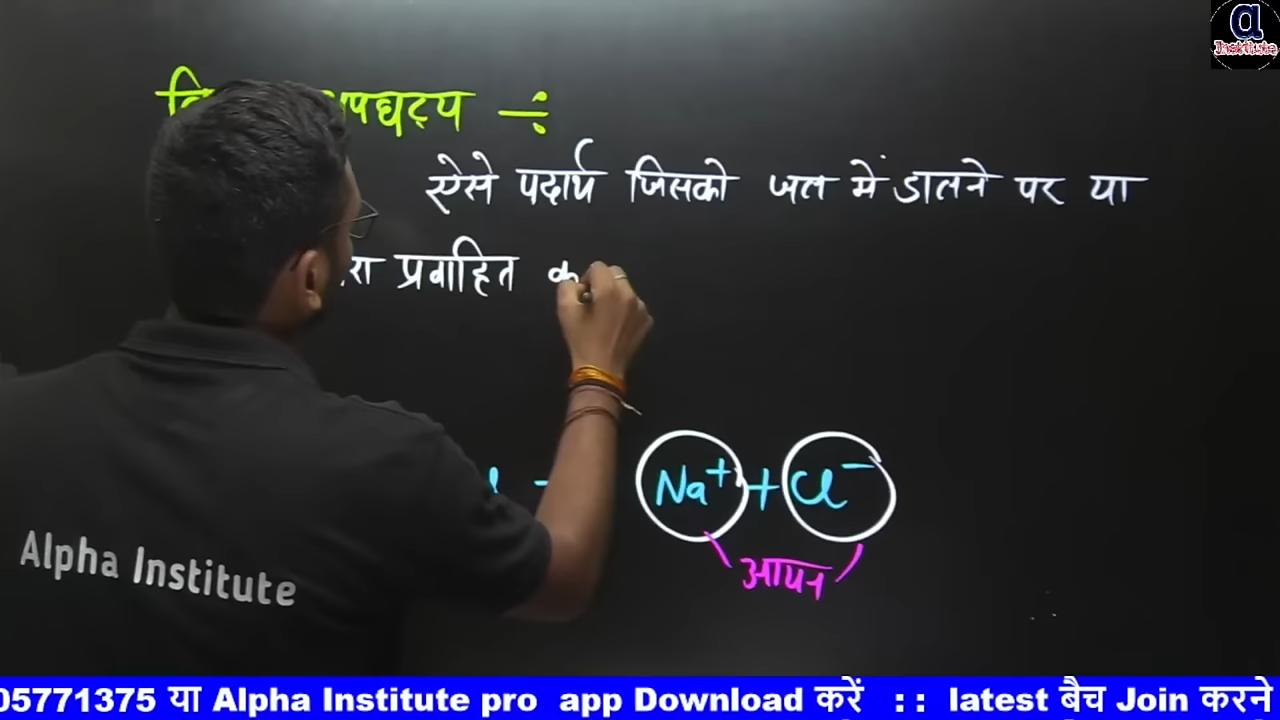 α
Institute
ऐसे पदार्थ जिसको जल में डालने पर या
प्रवाहित
Na⁺ + Cl⁻
आयन
Alpha Institute
05771375 या Alpha Institute pro app Download करें :: latest बैच Join करने